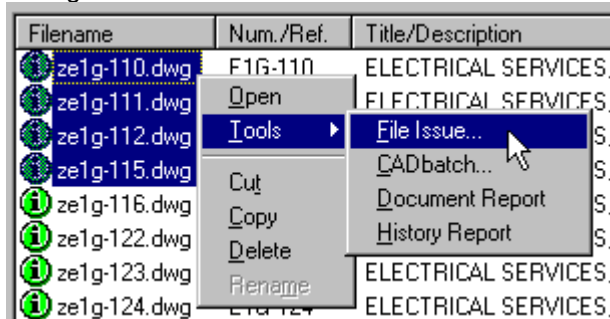 Filename Num./Ref. Title/Description
ze1g-110.dwg E1G-110 ELECTRICAL SERVICES,
ze1g-111.dwg Open ELECTRICAL SERVICES,
ze1g-112.dwg Tools File Issue... S,
ze1g-115.dwg CADbatch... S,
Cut Document Report S,
ze1g-116.dwg Copy
ze1g-122.dwg Delete History Report S,
ze1g-123.dwg Rename ELECTRICAL SERVICES,
ze1g-124.dwg E1G-124 ELECTRICAL SERVICES,